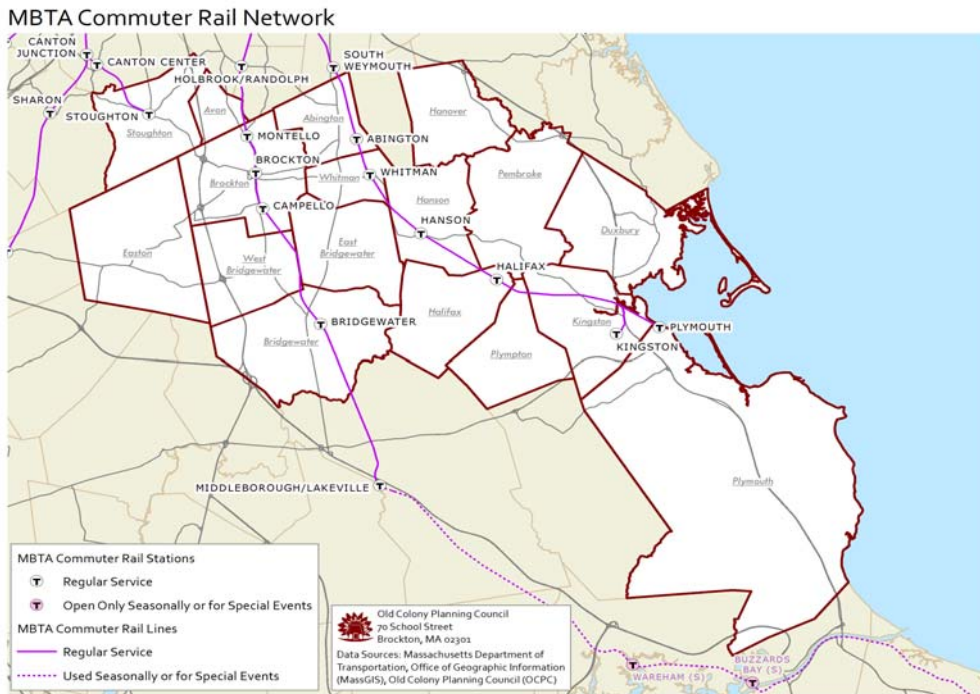 MBTA Commuter Rail Network
CANTON
JUNCTION
CANTON CENTER
SOUTH
WEYMOUTH
HOLBROOK/RANDOLPH
SHARON
STOUGHTON
Stoughton
Avon
Abington
Hanover
MONTELLO
ABINGTON
BROCKTON
Brockton
Whitman
WHITMAN
Pembroke
Hanson
CAMPELLO
HANSON
Duxbury
Easton
West
Bridgewater
East
Bridgewater
HALIFAX
Halifax
BRIDGEWATER
Bridgewater
Kingston
PLYMOUTH
KINGSTON
Plympton
Plymouth
MIDDLEBOROUGH/LAKEVILLE
MBTA Commuter Rail Stations
T Regular Service
T Open Only Seasonally or for Special Events
MBTA Commuter Rail Lines
Regular Service
Used Seasonally or for Special Events
Old Colony Planning Council
70 School Street
Brockton, MA 02301
Data Sources: Massachusetts Department of
Transportation, Office of Geographic Information
(MassGIS), Old Colony Planning Council (OCPC)
WAREHAM (S)
BUZZARDS
BAY (S)